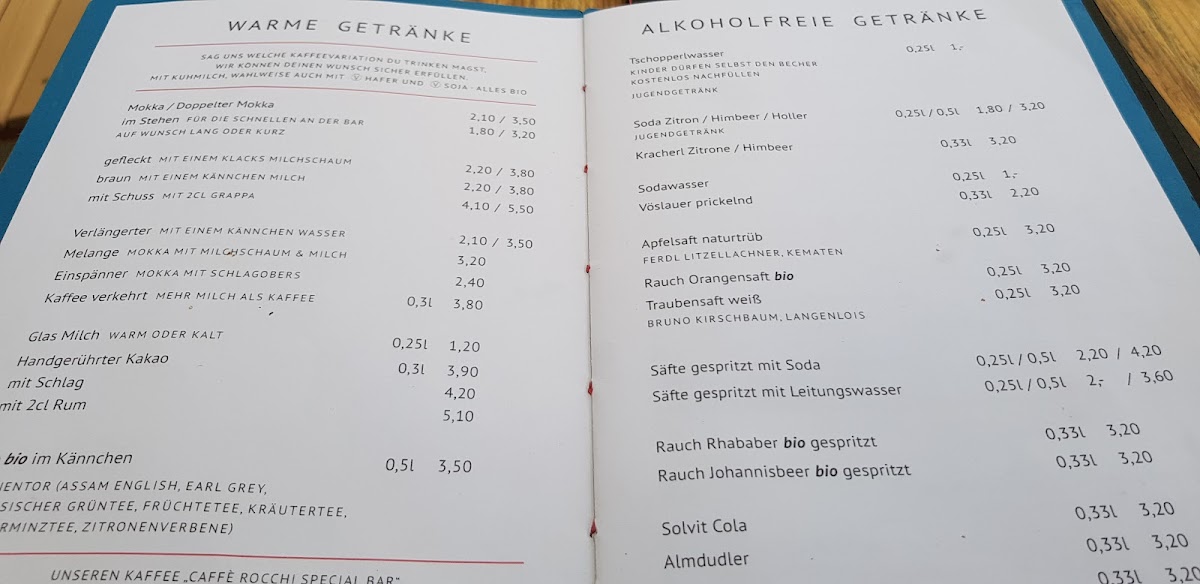 WARME GETRÄNKE
SAG UNS WELCHE KAFFEEVARIATION DU TRINKEN MAGST,
WIR KÖNNEN DEINEN WUNSCH SICHER ERFÜLLEN.
MIT KUHMILCH, WAHLWEISE AUCH MIT Ⓥ HAFER UND Ⓥ SOJA - ALLES BIO
Mokka / Doppelter Mokka 2,10 / 3,50
im Stehen FÜR DIE SCHNELLEN AN DER BAR 1,80 / 3,20
AUF WUNSCH LANG ODER KURZ
gefleckt MIT EINEM KLACKS MILCHSCHAUM 2,20 / 3,80
braun MIT EINEM KÄNNCHEN MILCH 2,20 / 3,80
mit Schuss MIT 2CL GRAPPA 4,10 / 5,50
Verlängerter MIT EINEM KÄNNCHEN WASSER 2,10 / 3,50
Melange MOKKA MIT MILCHSCHAUM & MILCH 3,20
Einspänner MOKKA MIT SCHLAGOBERS 2,40
Kaffee verkehrt MEHR MILCH ALS KAFFEE 0,3l 3,80
Glas Milch WARM ODER KALT 0,25l 1,20
Handgerührter Kakao 0,3l 3,90
mit Schlag 4,20
mit 2cl Rum 5,10
bio im Kännchen 0,5l 3,50
(ASSAM ENGLISH, EARL GREY,
GRÜNTEE, FRÜCHTETEE, KRÄUTERTEE,
ZITRONENVERBENE)
UNSEREN KAFFEE „CAFFÈ ROCCHI SPECIAL BAR“
ALKOHOLFREIE GETRÄNKE
Tschopperlwasser 0,25l 1,-
KINDER DÜRFEN SELBST DEN BECHER
KOSTENLOS NACHFÜLLEN
JUGENDGETRÄNK
Soda Zitron / Himbeer / Holler 0,25l / 0,5l 1,80 / 3,20
JUGENDGETRÄNK
Kracherl Zitrone / Himbeer 0,33l 3,20
Sodawasser 0,25l 1,-
Vöslauer prickelnd 0,33l 2,20
Apfelsaft naturtrüb 0,25l 3,20
FERDL LITZELLACHNER, KEMATEN
Rauch Orangensaft bio 0,25l 3,20
Traubensaft weiß 0,25l 3,20
BRUNO KIRSCHBAUM, LANGENLOIS
Säfte gespritzt mit Soda 0,25l / 0,5l 2,20 / 4,20
Säfte gespritzt mit Leitungswasser 0,25l / 0,5l 2,- / 3,60
Rauch Rhababer bio gespritzt 0,33l 3,20
Rauch Johannisbeer bio gespritzt 0,33l 3,20
Solvit Cola 0,33l 3,20
Almdudler 0,33l 3,20
0,33l 3,20